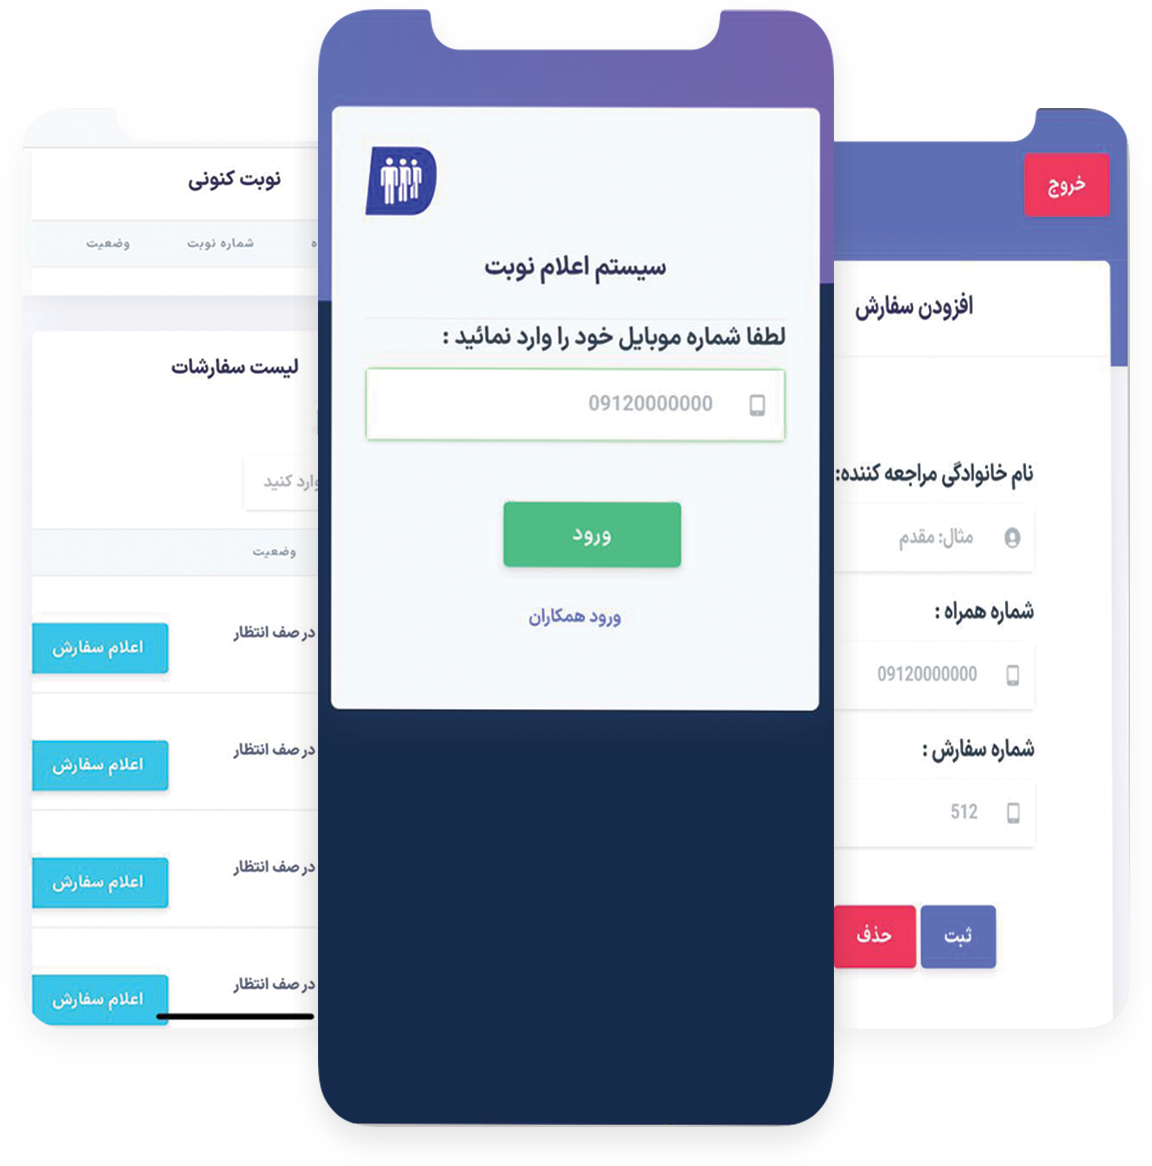 سیستم اعلام نوبت
لطفا شماره موبایل خود را وارد نمائید :
09120000000
ورود
ورود همکاران
خروج
افزودن سفارش
نام خانوادگی مراجعه کننده:
مثال: مقدم
شماره همراه :
09120000000
شماره سفارش :
512
ثبت حذف
نوبت کنونی
شماره نوبت وضعیت
لیست سفارشات
وارد کنید
وضعیت
در صف انتظار اعلام سفارش
در صف انتظار اعلام سفارش
در صف انتظار اعلام سفارش
در صف انتظار اعلام سفارش